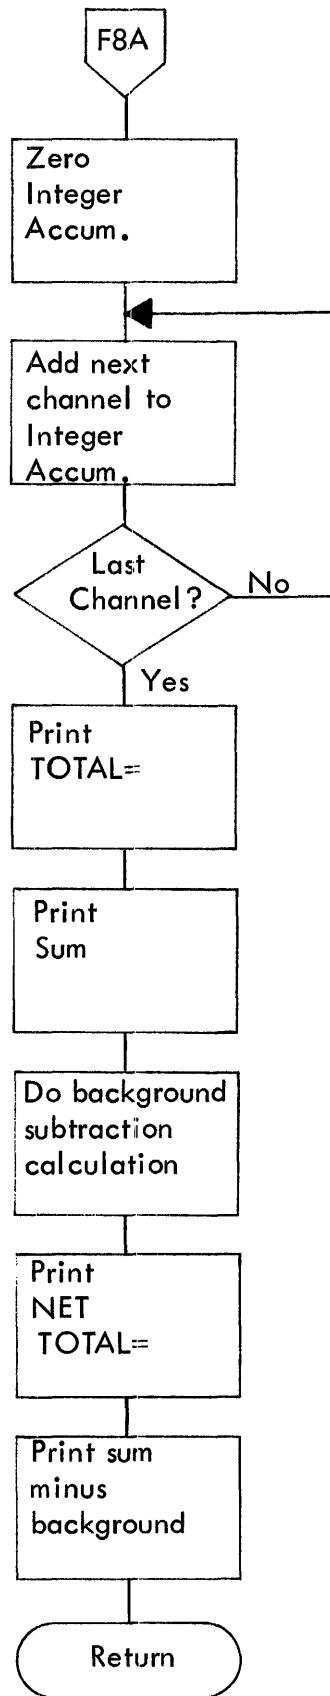 F8A
Zero
Integer
Accum.
Add next
channel to
Integer
Accum.
Last
Channel?
No
Yes
Print
TOTAL=
Print
Sum
Do background
subtraction
calculation
Print
NET
TOTAL=
Print sum
minus
background
Return